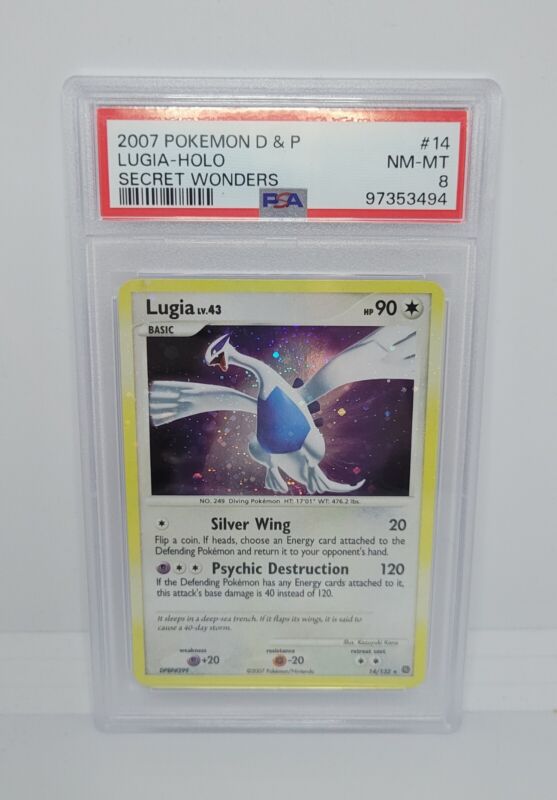 2007 POKEMON D & P #14
LUGIA-HOLO NM-MT
SECRET WONDERS 8
PSA 97353494
Lugia LV.43 HP 90
BASIC
NO. 249 Diving Pokémon HT: 17'01" WT: 476.2 lbs.
Silver Wing 20
Flip a coin. If heads, choose an Energy card attached to the
Defending Pokémon and return it to your opponent's hand.
Psychic Destruction 120
If the Defending Pokémon has any Energy cards attached to it,
this attack's base damage is 40 instead of 120.
It sleeps in a deep-sea trench. If it flaps its wings, it is said to
cause a 40-day storm.
Illus. Kazuyuki Kano
weakness resistance retreat cost
+20 -20
DPBP#299 ©2007 Pokémon/Nintendo 14/132